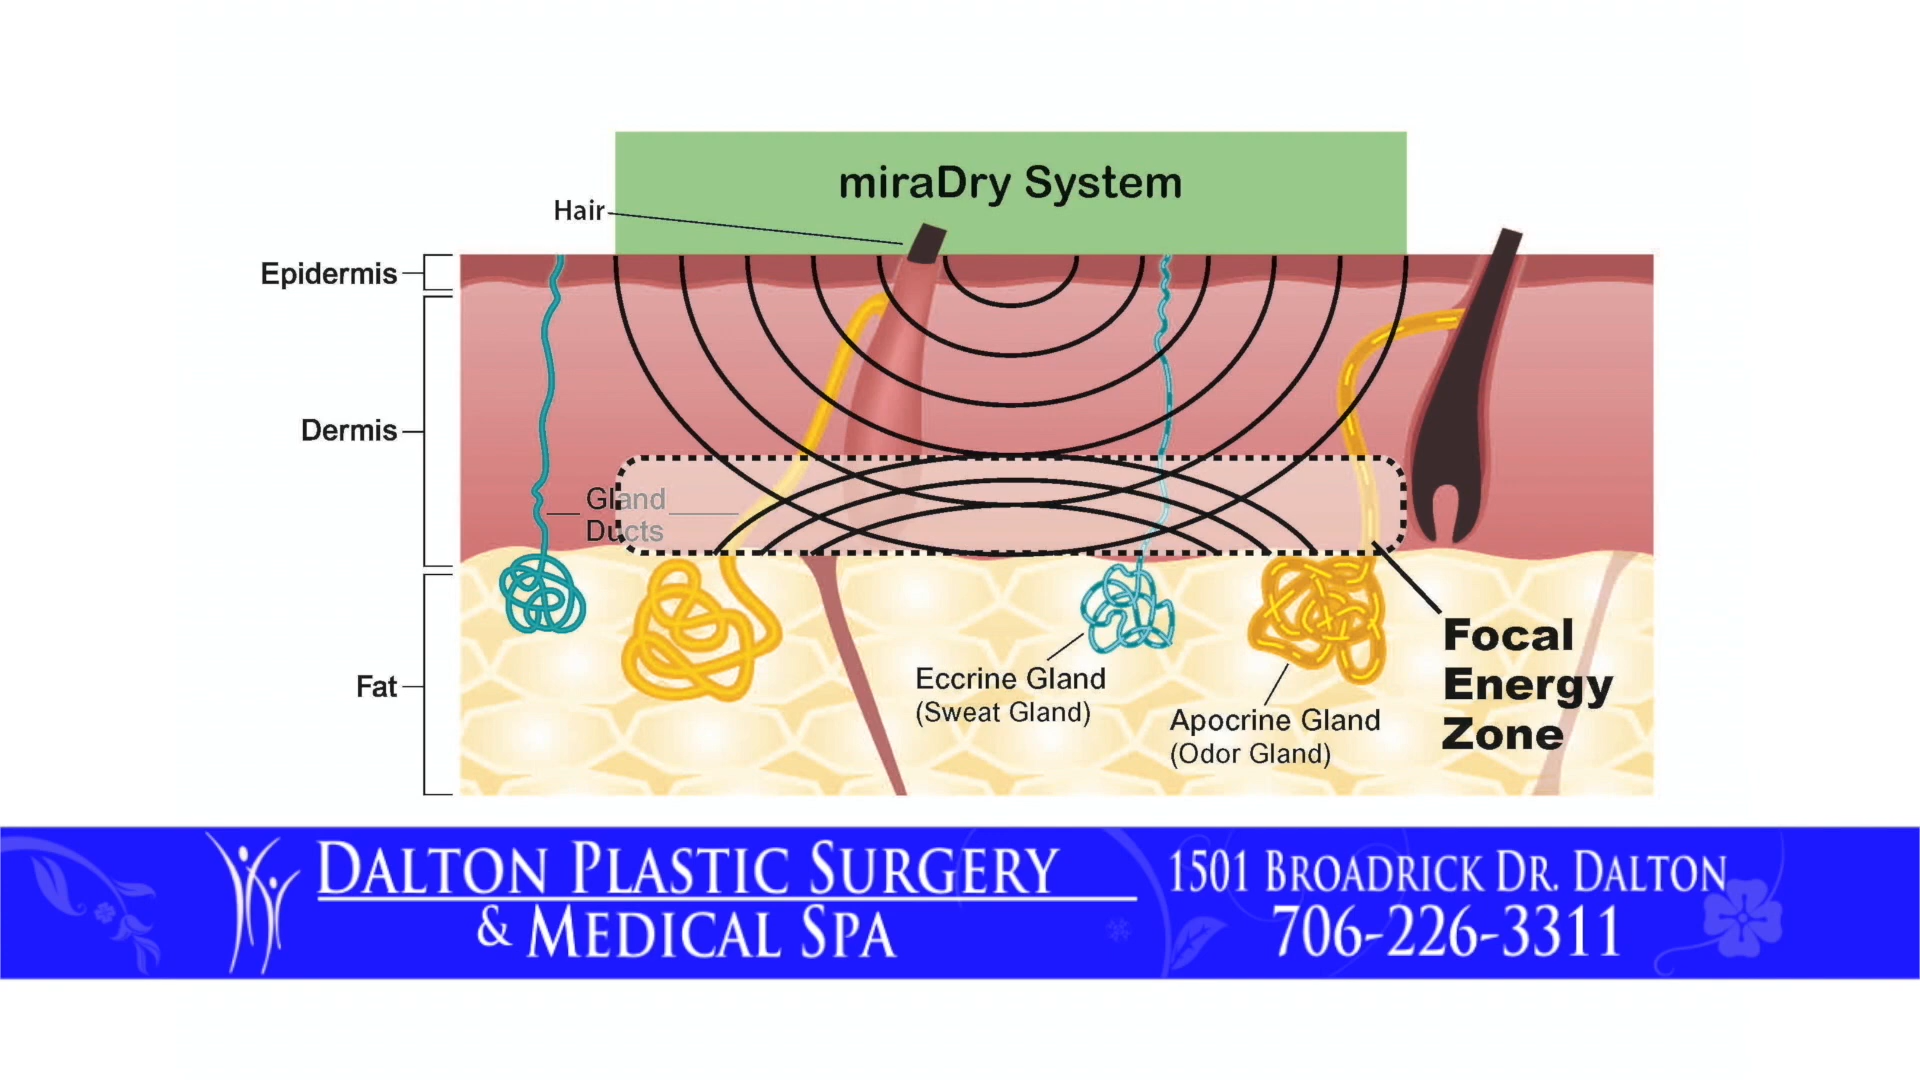 miraDry System
Hair
Epidermis
Dermis
Gland
Ducts
Fat
Eccrine Gland
(Sweat Gland)
Apocrine Gland
(Odor Gland)
Focal
Energy
Zone
DALTON PLASTIC SURGERY
& MEDICAL SPA
1501 BROADRICK DR. DALTON
706-226-3311